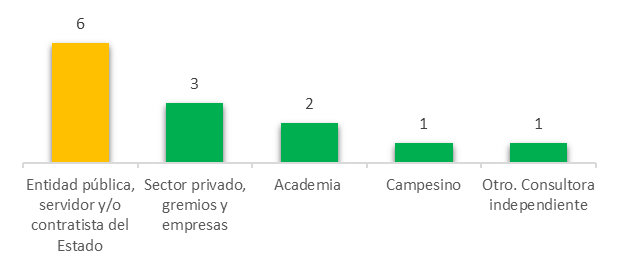 6
3
2
1
1
Entidad pública,
servidor y/o
contratista del
Estado
Sector privado,
gremios y
empresas
Academia
Campesino
Otro. Consultora
independiente